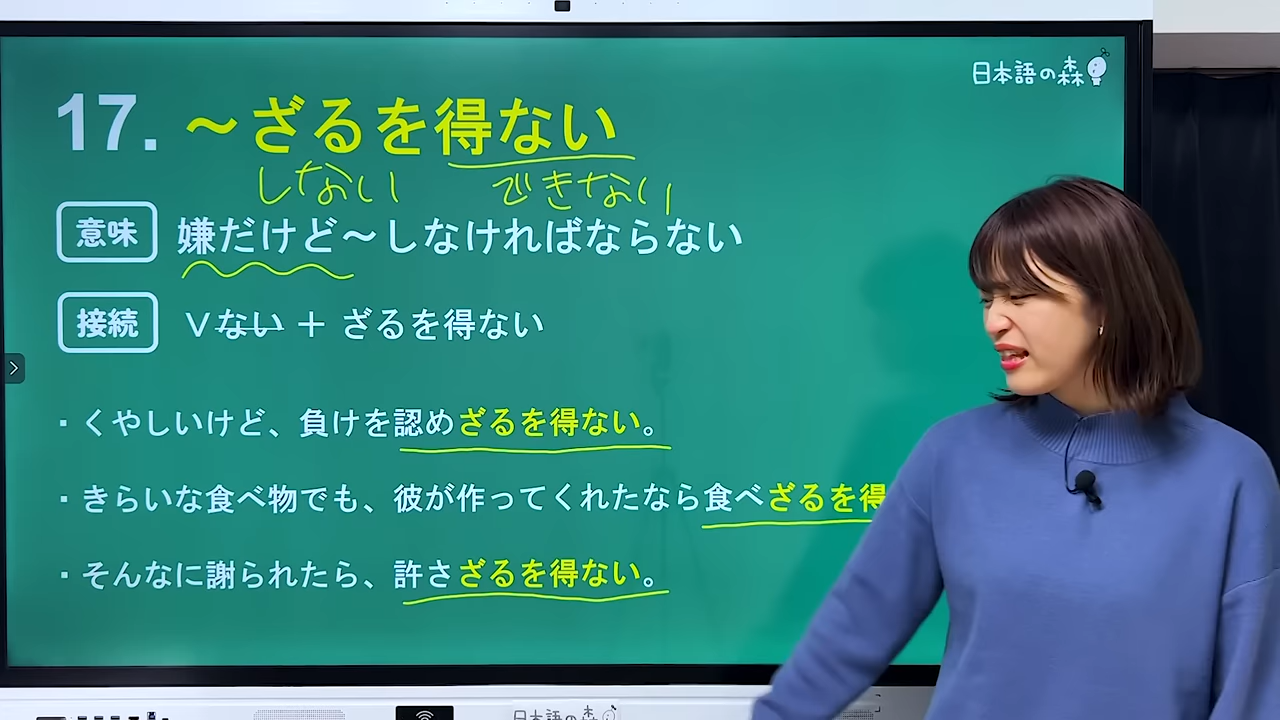 日本語の森
17. ～ざるを得ない
しない できない
意味 嫌だけど～しなければならない
接続 Vない ＋ ざるを得ない
・くやしいけど、負けを認めざるを得ない。
・きらいな食べ物でも、彼が作ってくれたなら食べざるを得
・そんなに謝られたら、許さざるを得ない。
日本語の森